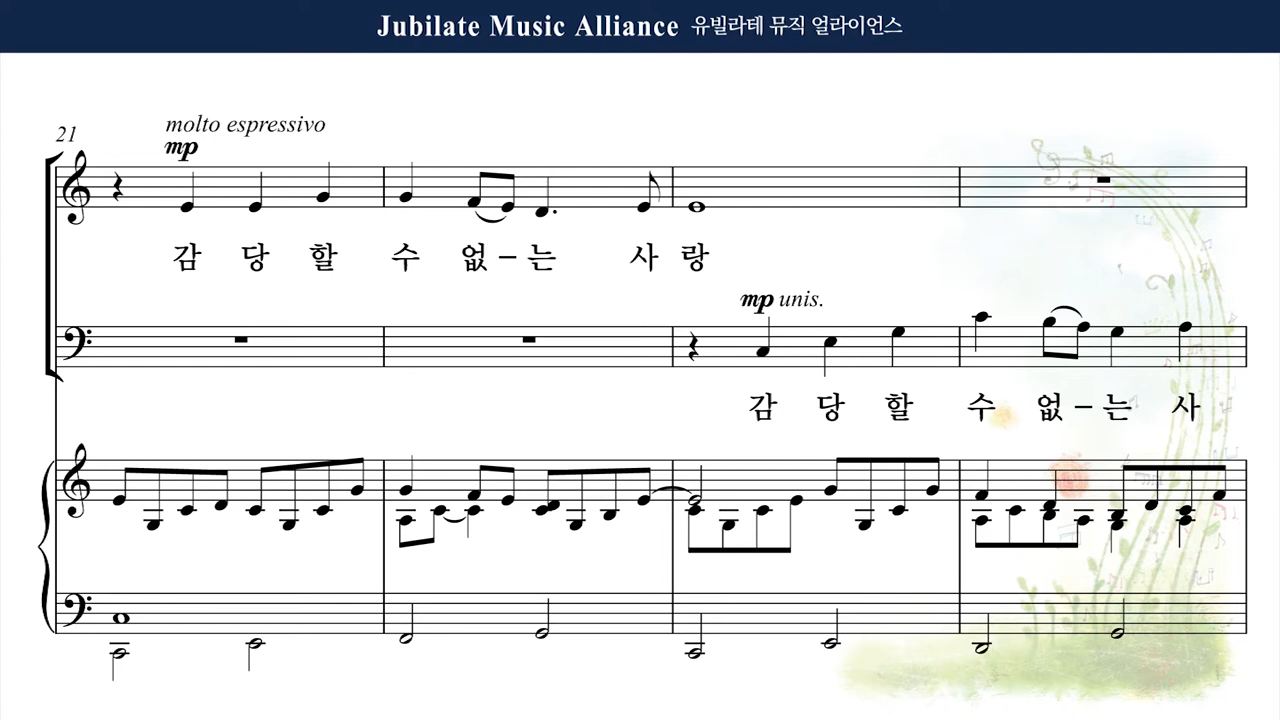 Jubilate Music Alliance 유빌라테 뮤직 얼라이언스
molto espressivo
21
mp
감 당 할 수 없 – 는 사 랑
mp unis.
감 당 할 수 없 – 는 사